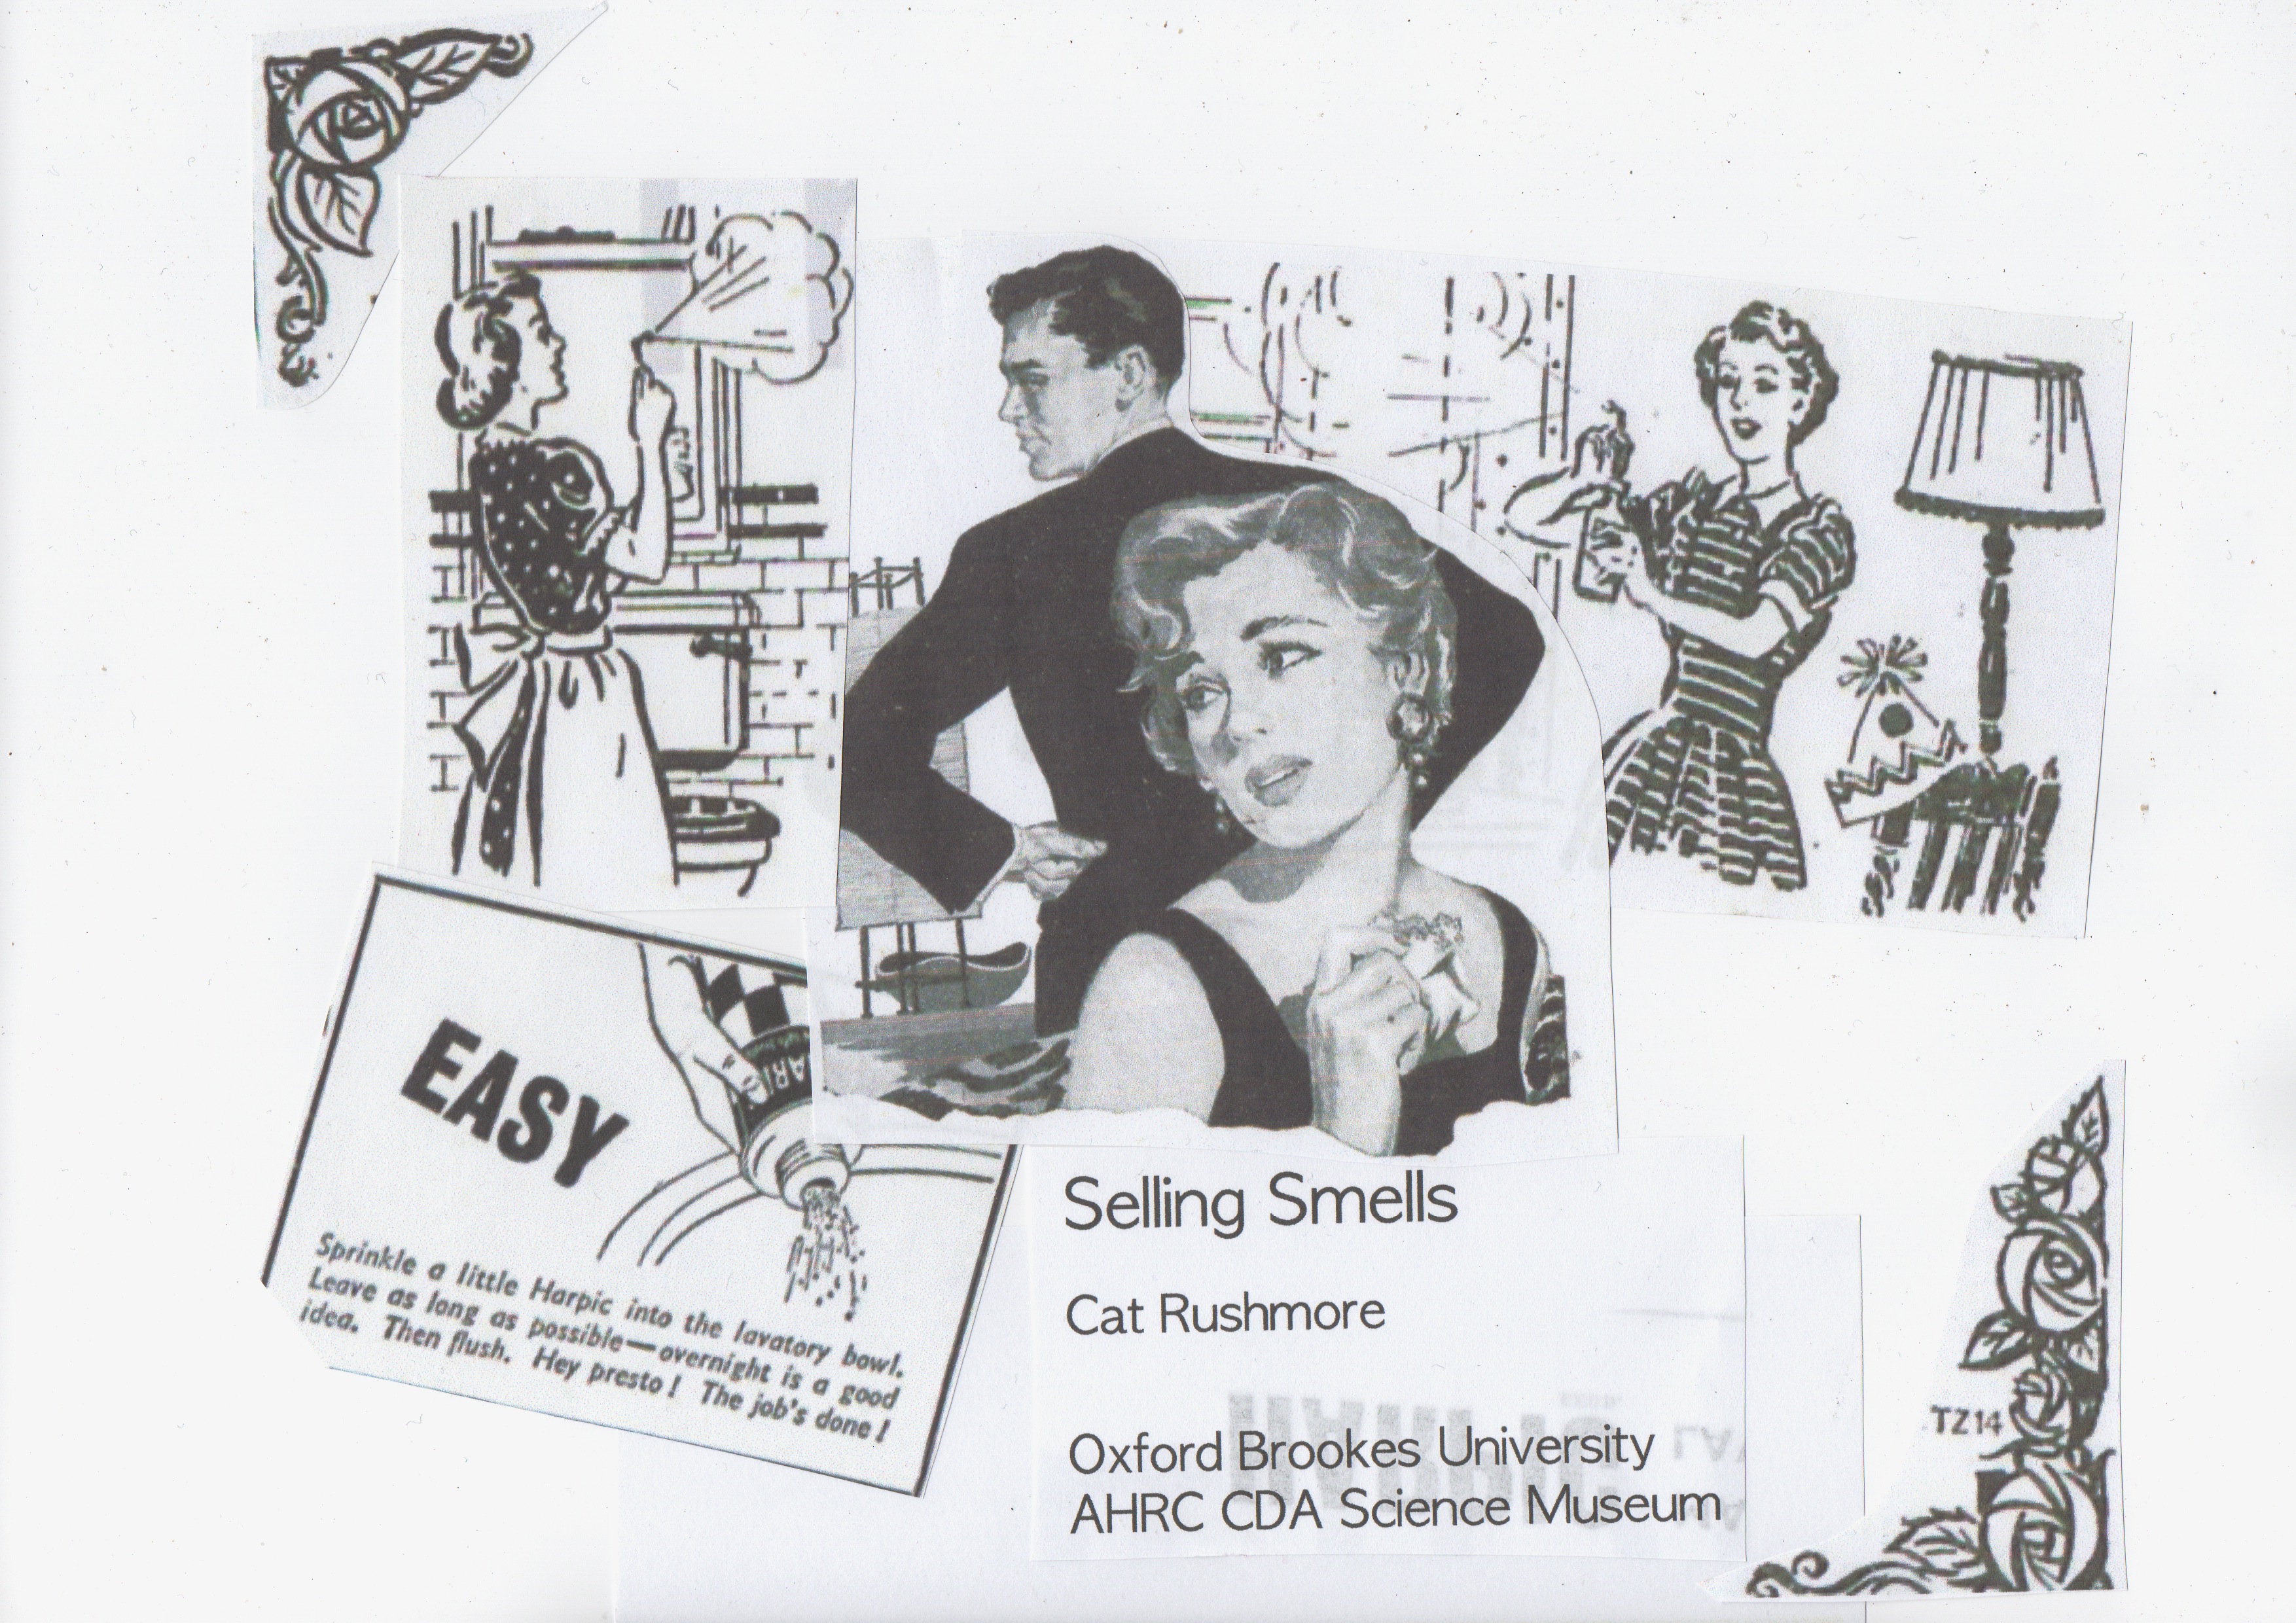 EASY
Sprinkle a little Harpic into the lavatory bowl.
Leave as long as possible—overnight is a good
idea. Then flush. Hey presto! The job's done!
Selling Smells
Cat Rushmore
Oxford Brookes University
AHRC CDA Science Museum
TZ14